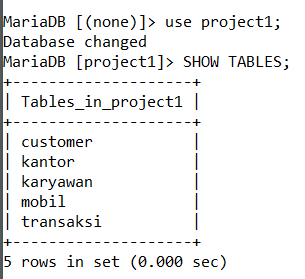 MariaDB [(none)]> use project1;
Database changed
MariaDB [project1]> SHOW TABLES;
+--------------------+
| Tables_in_project1 |
+--------------------+
| customer           |
| kantor             |
| karyawan           |
| mobil              |
| transaksi          |
+--------------------+
5 rows in set (0.000 sec)